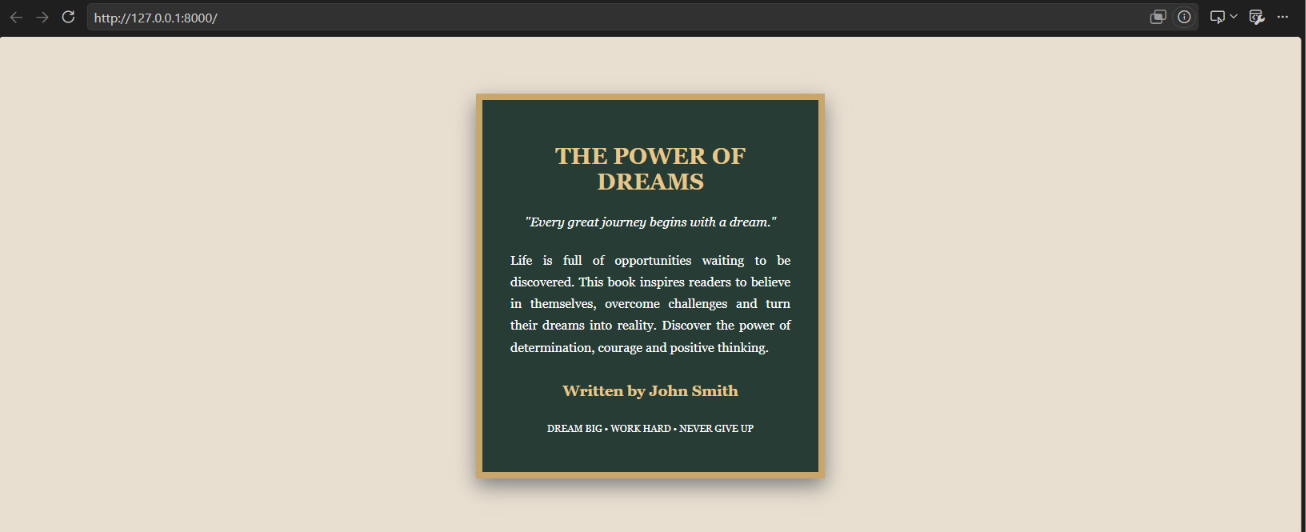 http://127.0.0.1:8000/
THE POWER OF
DREAMS
"Every great journey begins with a dream."
Life is full of opportunities waiting to be
discovered. This book inspires readers to believe
in themselves, overcome challenges and turn
their dreams into reality. Discover the power of
determination, courage and positive thinking.
Written by John Smith
DREAM BIG • WORK HARD • NEVER GIVE UP